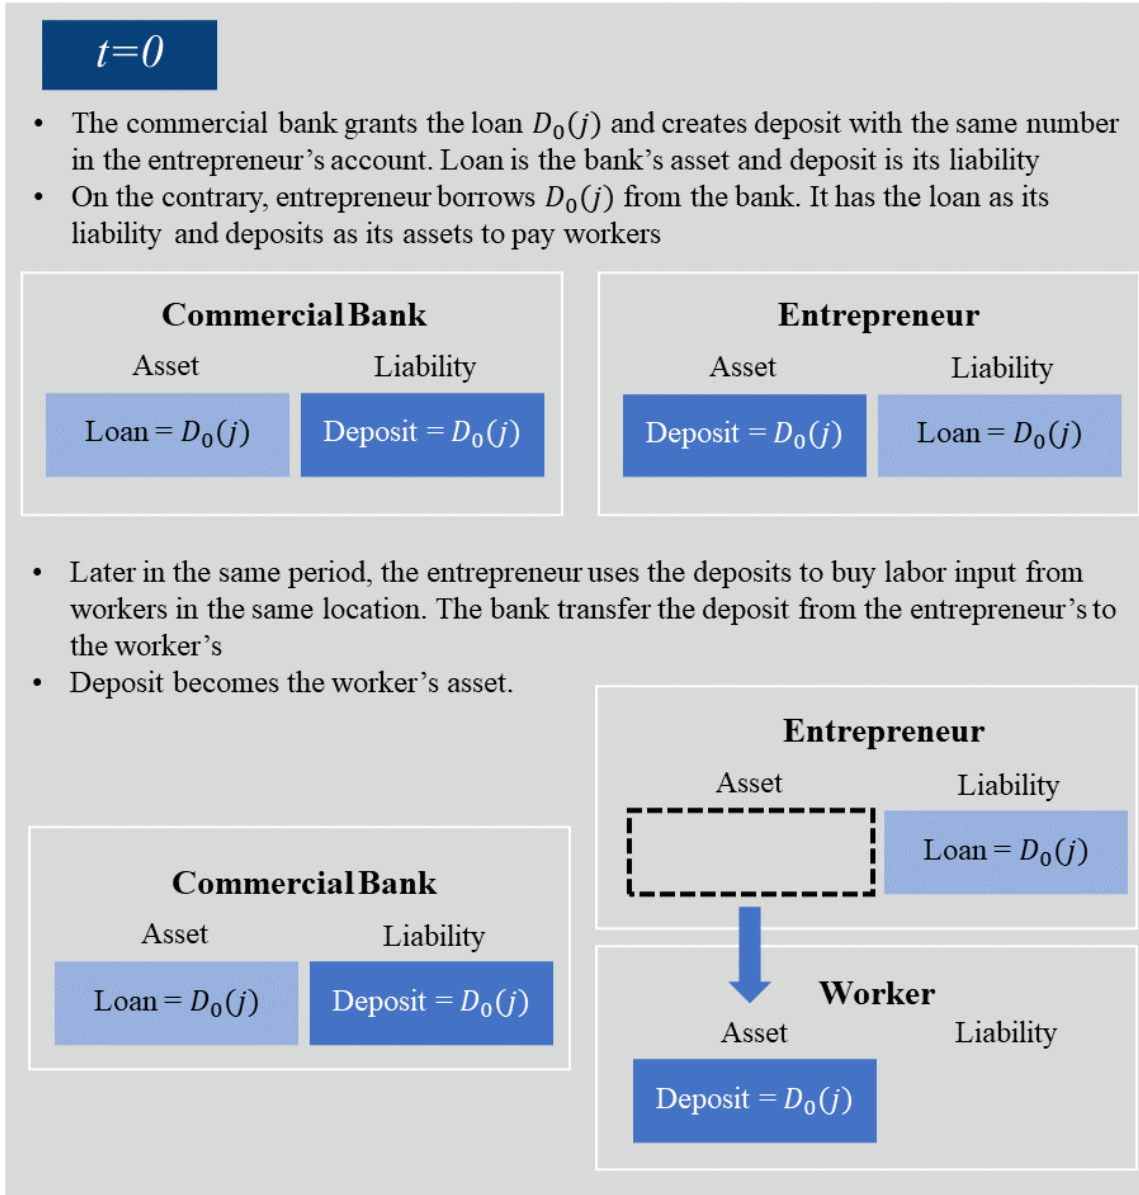 t=0
• The commercial bank grants the loan D₀(j) and creates deposit with the same number
in the entrepreneur's account. Loan is the bank's asset and deposit is its liability
• On the contrary, entrepreneur borrows D₀(j) from the bank. It has the loan as its
liability and deposits as its assets to pay workers
Commercial Bank
Asset Liability
Loan = D₀(j) Deposit = D₀(j)
Entrepreneur
Asset Liability
Deposit = D₀(j) Loan = D₀(j)
• Later in the same period, the entrepreneur uses the deposits to buy labor input from
workers in the same location. The bank transfer the deposit from the entrepreneur's to
the worker's
• Deposit becomes the worker's asset.
Entrepreneur
Asset Liability
Loan = D₀(j)
Commercial Bank
Asset Liability
Loan = D₀(j) Deposit = D₀(j)
Worker
Asset Liability
Deposit = D₀(j)